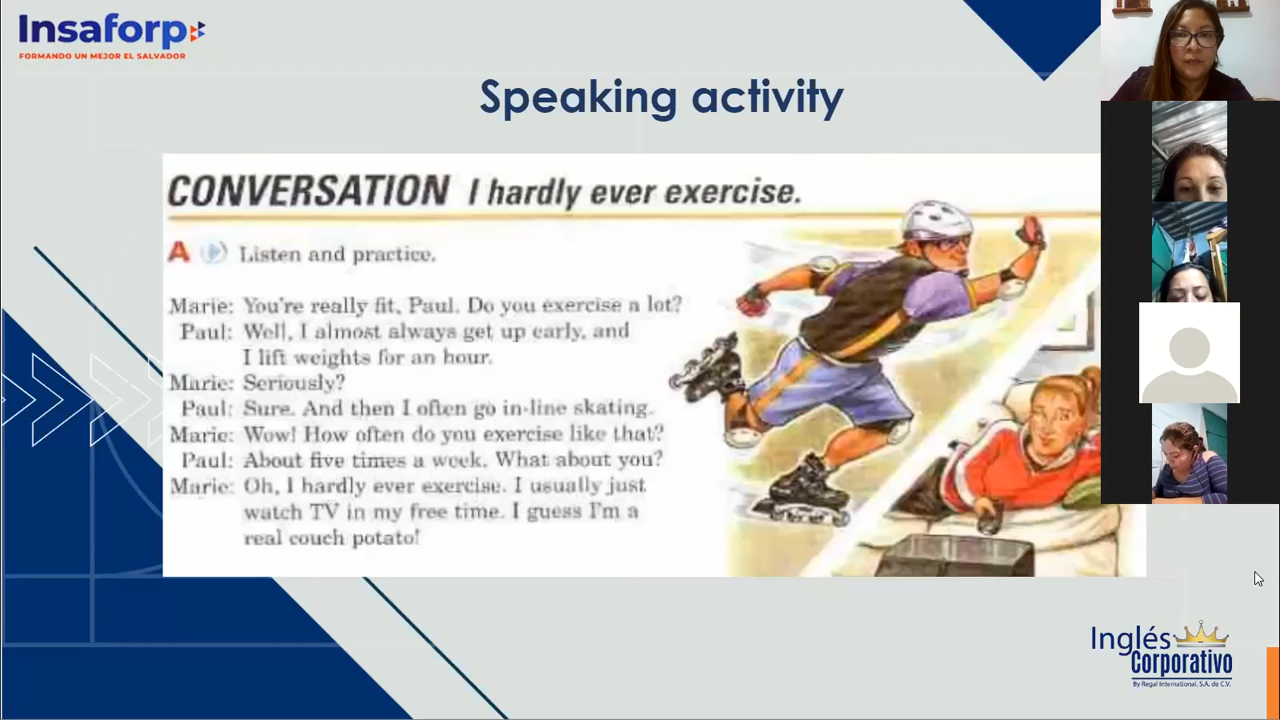 Insaforp
FORMANDO UN MEJOR EL SALVADOR
Speaking activity
CONVERSATION I hardly ever exercise.
A Listen and practice.
Marie: You're really fit, Paul. Do you exercise a lot?
Paul: Well, I almost always get up early, and
I lift weights for an hour.
Marie: Seriously?
Paul: Sure. And then I often go in-line skating.
Marie: Wow! How often do you exercise like that?
Paul: About five times a week. What about you?
Marie: Oh, I hardly ever exercise. I usually just
watch TV in my free time. I guess I'm a
real couch potato!
Inglés
Corporativo
By Regal International, S.A. de C.V.